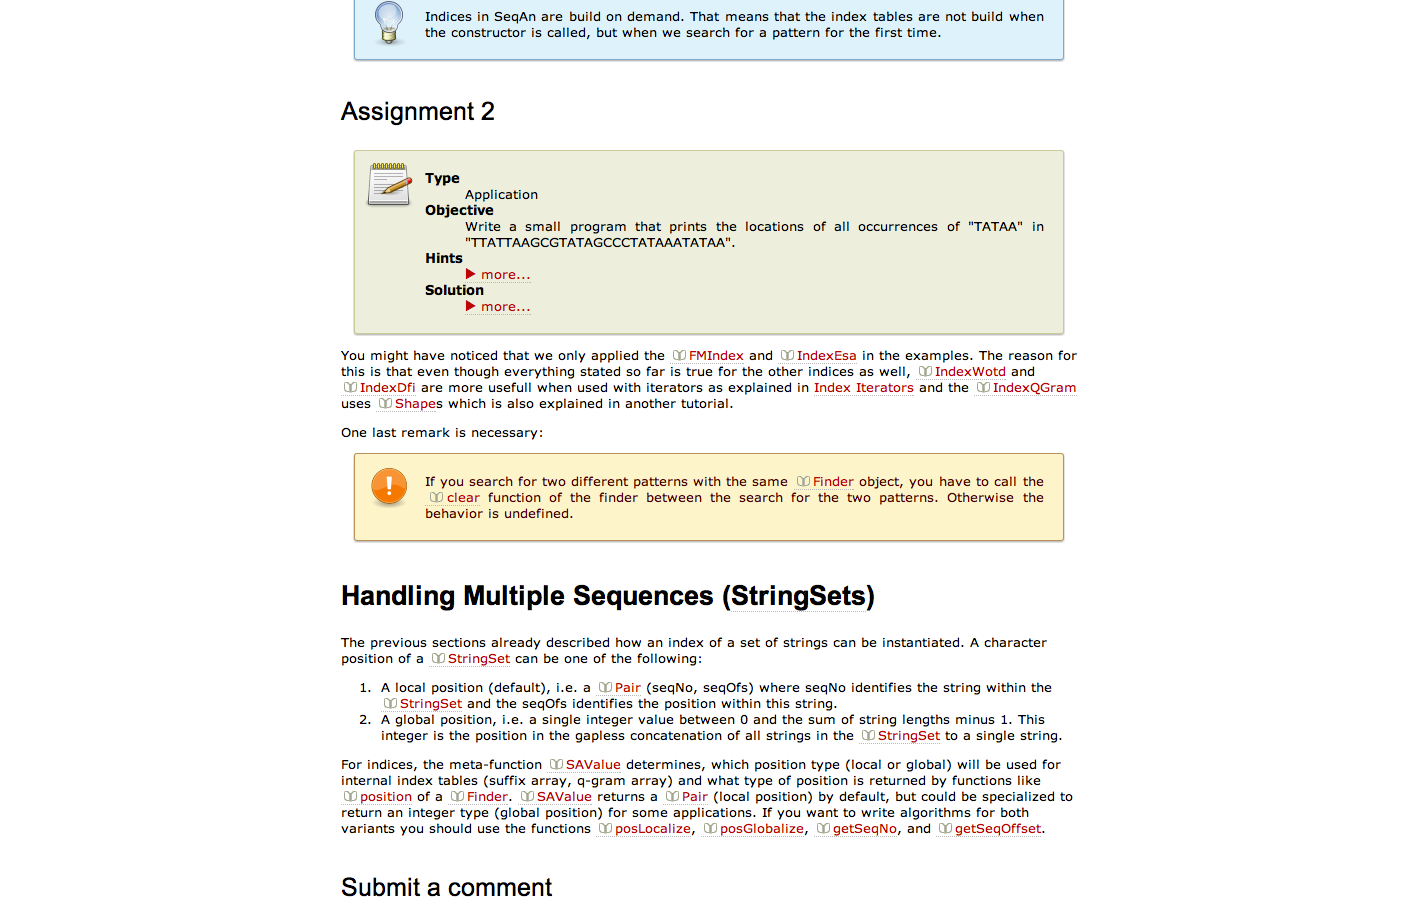 Indices in SeqAn are build on demand. That means that the index tables are not build when
the constructor is called, but when we search for a pattern for the first time.
Assignment 2
Type
Application
Objective
Write a small program that prints the locations of all occurrences of "TATAA" in
"TTATTAAGCGTATAGCCCTATAAATATAA".
Hints
more...
Solution
more...
You might have noticed that we only applied the FMIndex and IndexEsa in the examples. The reason for
this is that even though everything stated so far is true for the other indices as well, IndexWotd and
IndexDfi are more usefull when used with iterators as explained in Index Iterators and the IndexQGram
uses Shapes which is also explained in another tutorial.
One last remark is necessary:
If you search for two different patterns with the same Finder object, you have to call the
clear function of the finder between the search for the two patterns. Otherwise the
behavior is undefined.
Handling Multiple Sequences (StringSets)
The previous sections already described how an index of a set of strings can be instantiated. A character
position of a StringSet can be one of the following:
1. A local position (default), i.e. a Pair (seqNo, seqOfs) where seqNo identifies the string within the
StringSet and the seqOfs identifies the position within this string.
2. A global position, i.e. a single integer value between 0 and the sum of string lengths minus 1. This
integer is the position in the gapless concatenation of all strings in the StringSet to a single string.
For indices, the meta-function SAValue determines, which position type (local or global) will be used for
internal index tables (suffix array, q-gram array) and what type of position is returned by functions like
position of a Finder. SAValue returns a Pair (local position) by default, but could be specialized to
return an integer type (global position) for some applications. If you want to write algorithms for both
variants you should use the functions posLocalize, posGlobalize, getSeqNo, and getSeqOffset.
Submit a comment